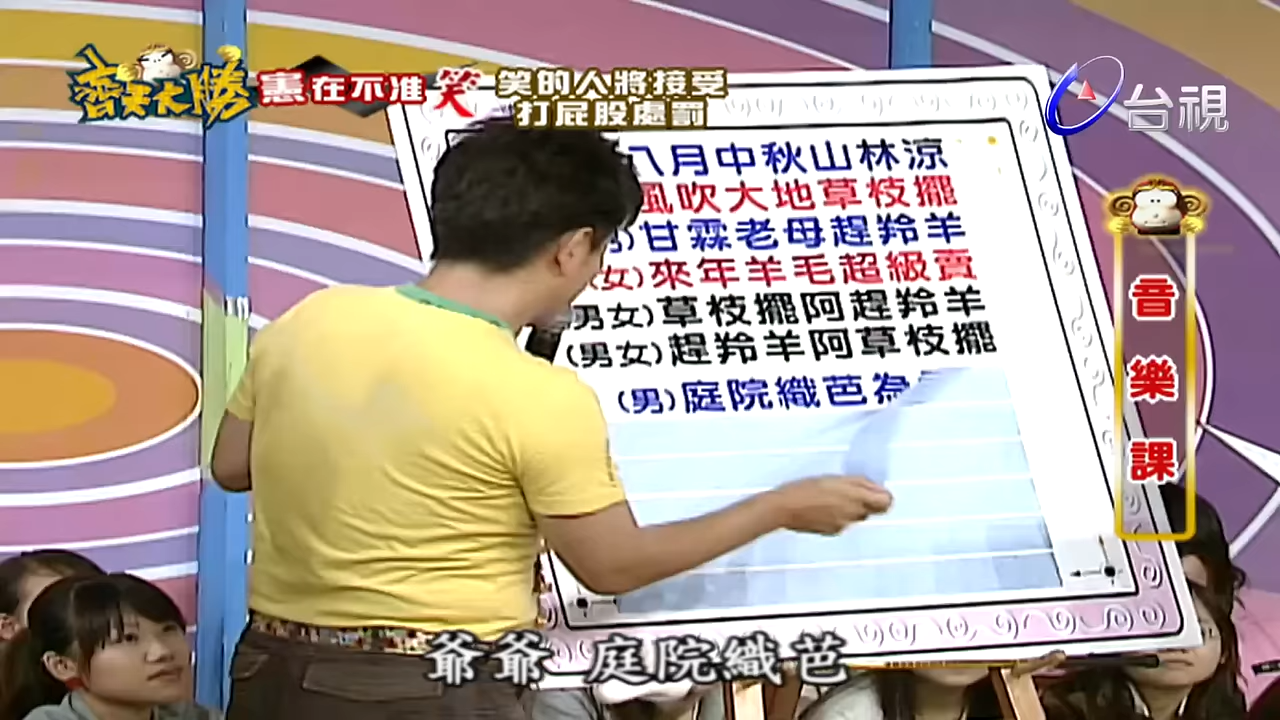 齊天大勝
憲在不准笑
笑的人將接受
打屁股處罰
台視
八月中秋山林涼
風吹大地草枝擺
甘霖老母趕羚羊
(女)來年羊毛超級賣
男女)草枝擺阿趕羚羊
(男女)趕羚羊阿草枝擺
(男)庭院織芭為
音樂課
爺爺 庭院織芭